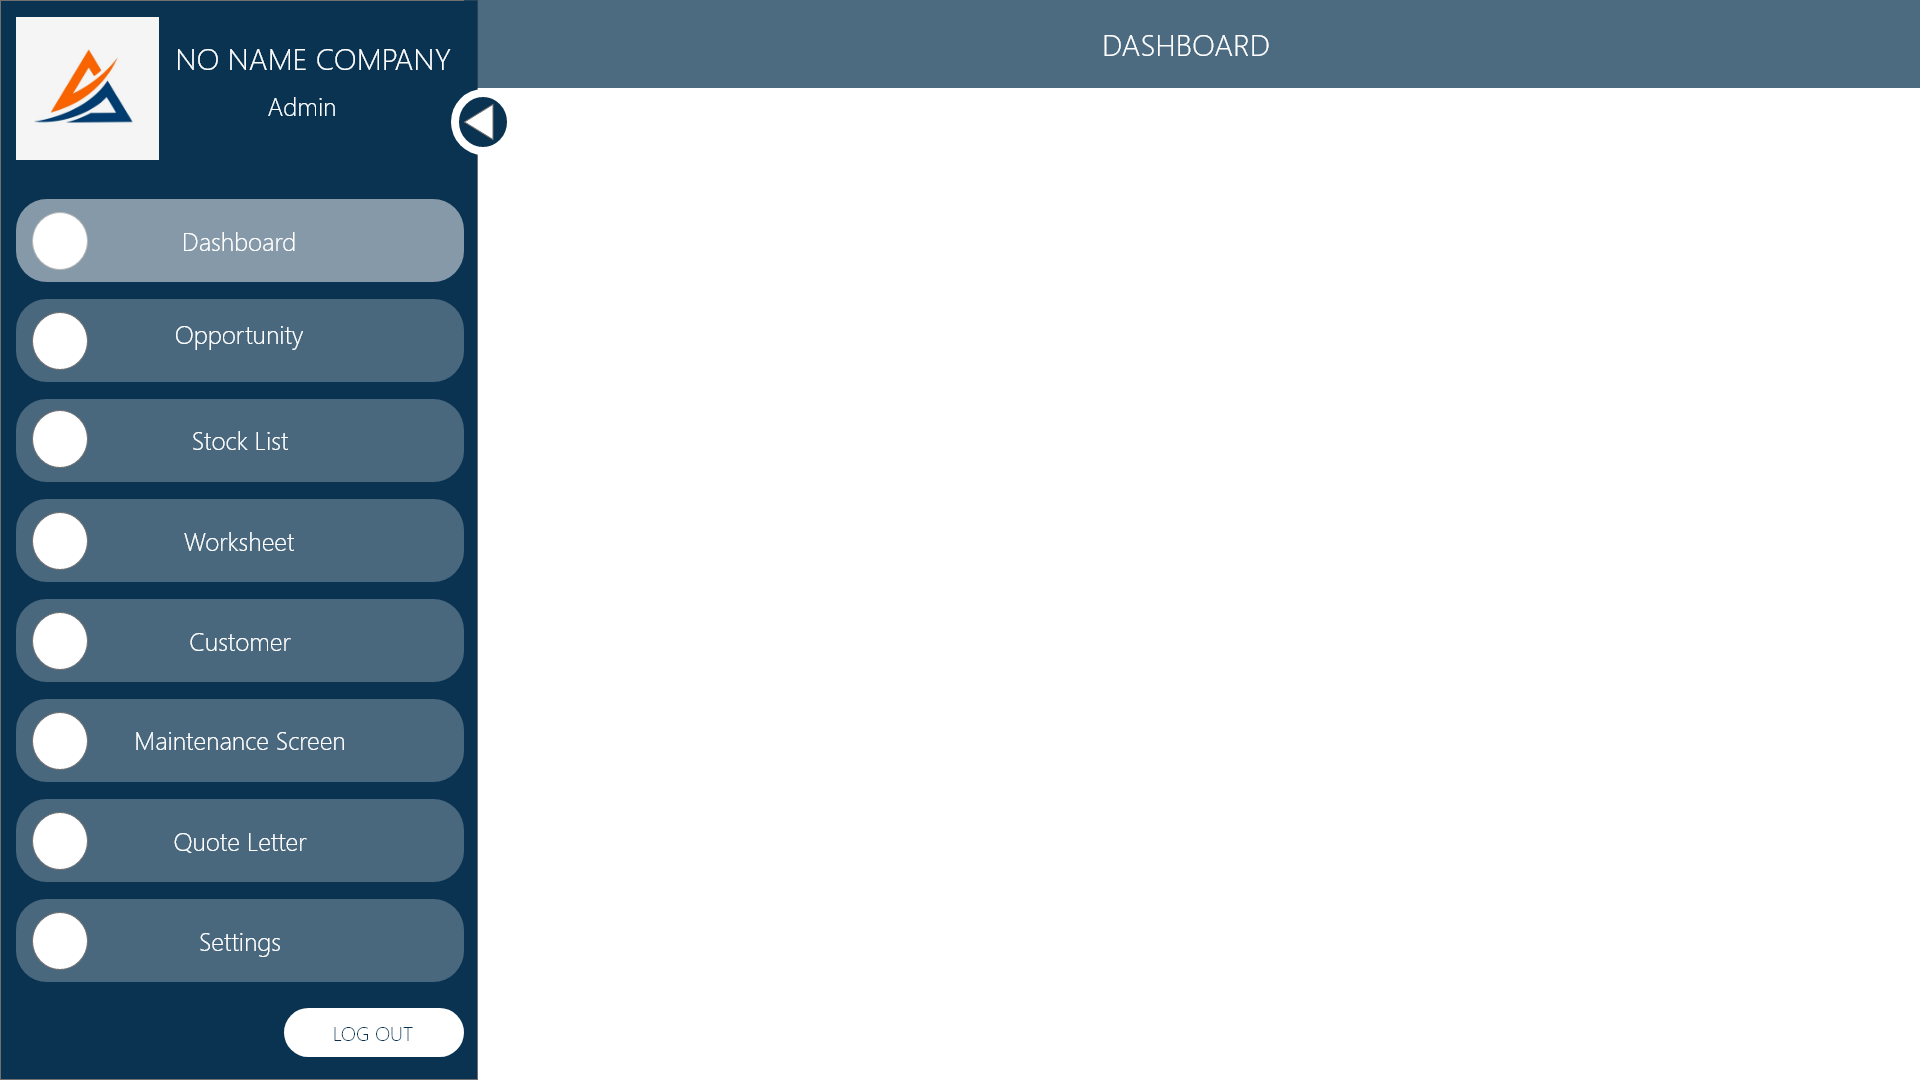 NO NAME COMPANY
Admin
DASHBOARD
Dashboard
Opportunity
Stock List
Worksheet
Customer
Maintenance Screen
Quote Letter
Settings
LOG OUT